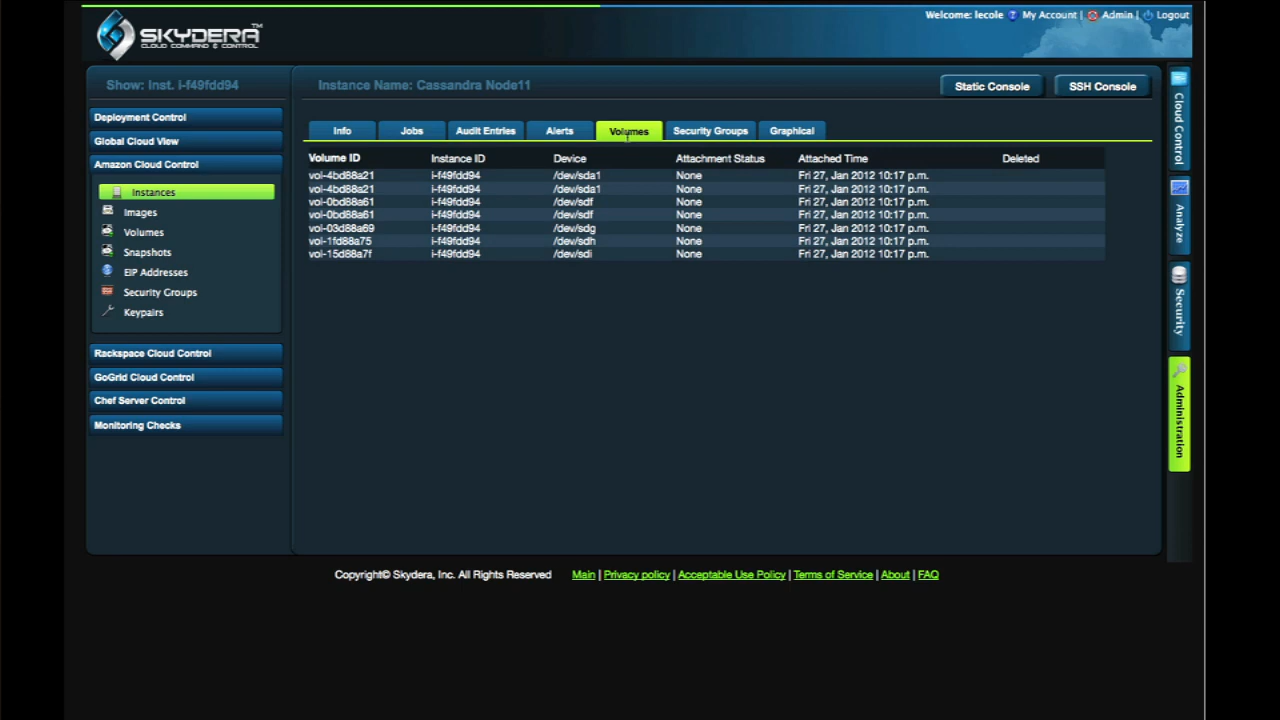 SKYDERA™
CLOUD COMMAND & CONTROL
Welcome: lecole ? My Account | Admin | Logout
Show: Inst. i-f49fdd94
Instance Name: Cassandra Node11
Static Console
SSH Console
Deployment Control
Global Cloud View
Amazon Cloud Control
Instances
Images
Volumes
Snapshots
EIP Addresses
Security Groups
Keypairs
Rackspace Cloud Control
GoGrid Cloud Control
Chef Server Control
Monitoring Checks
Info Jobs Audit Entries Alerts Volumes Security Groups Graphical
Volume ID Instance ID Device Attachment Status Attached Time Deleted
vol-4bd88a21 i-f49fdd94 /dev/sda1 None Fri 27, Jan 2012 10:17 p.m.
vol-4bd88a21 i-f49fdd94 /dev/sda1 None Fri 27, Jan 2012 10:17 p.m.
vol-0bd88a61 i-f49fdd94 /dev/sdf None Fri 27, Jan 2012 10:17 p.m.
vol-0bd88a61 i-f49fdd94 /dev/sdf None Fri 27, Jan 2012 10:17 p.m.
vol-03d88a69 i-f49fdd94 /dev/sdg None Fri 27, Jan 2012 10:17 p.m.
vol-1fd88a75 i-f49fdd94 /dev/sdh None Fri 27, Jan 2012 10:17 p.m.
vol-15d88a7f i-f49fdd94 /dev/sdi None Fri 27, Jan 2012 10:17 p.m.
Cloud Control
Analyze
Security
Administration
Copyright© Skydera, Inc. All Rights Reserved Main | Privacy policy | Acceptable Use Policy | Terms of Service | About | FAQ